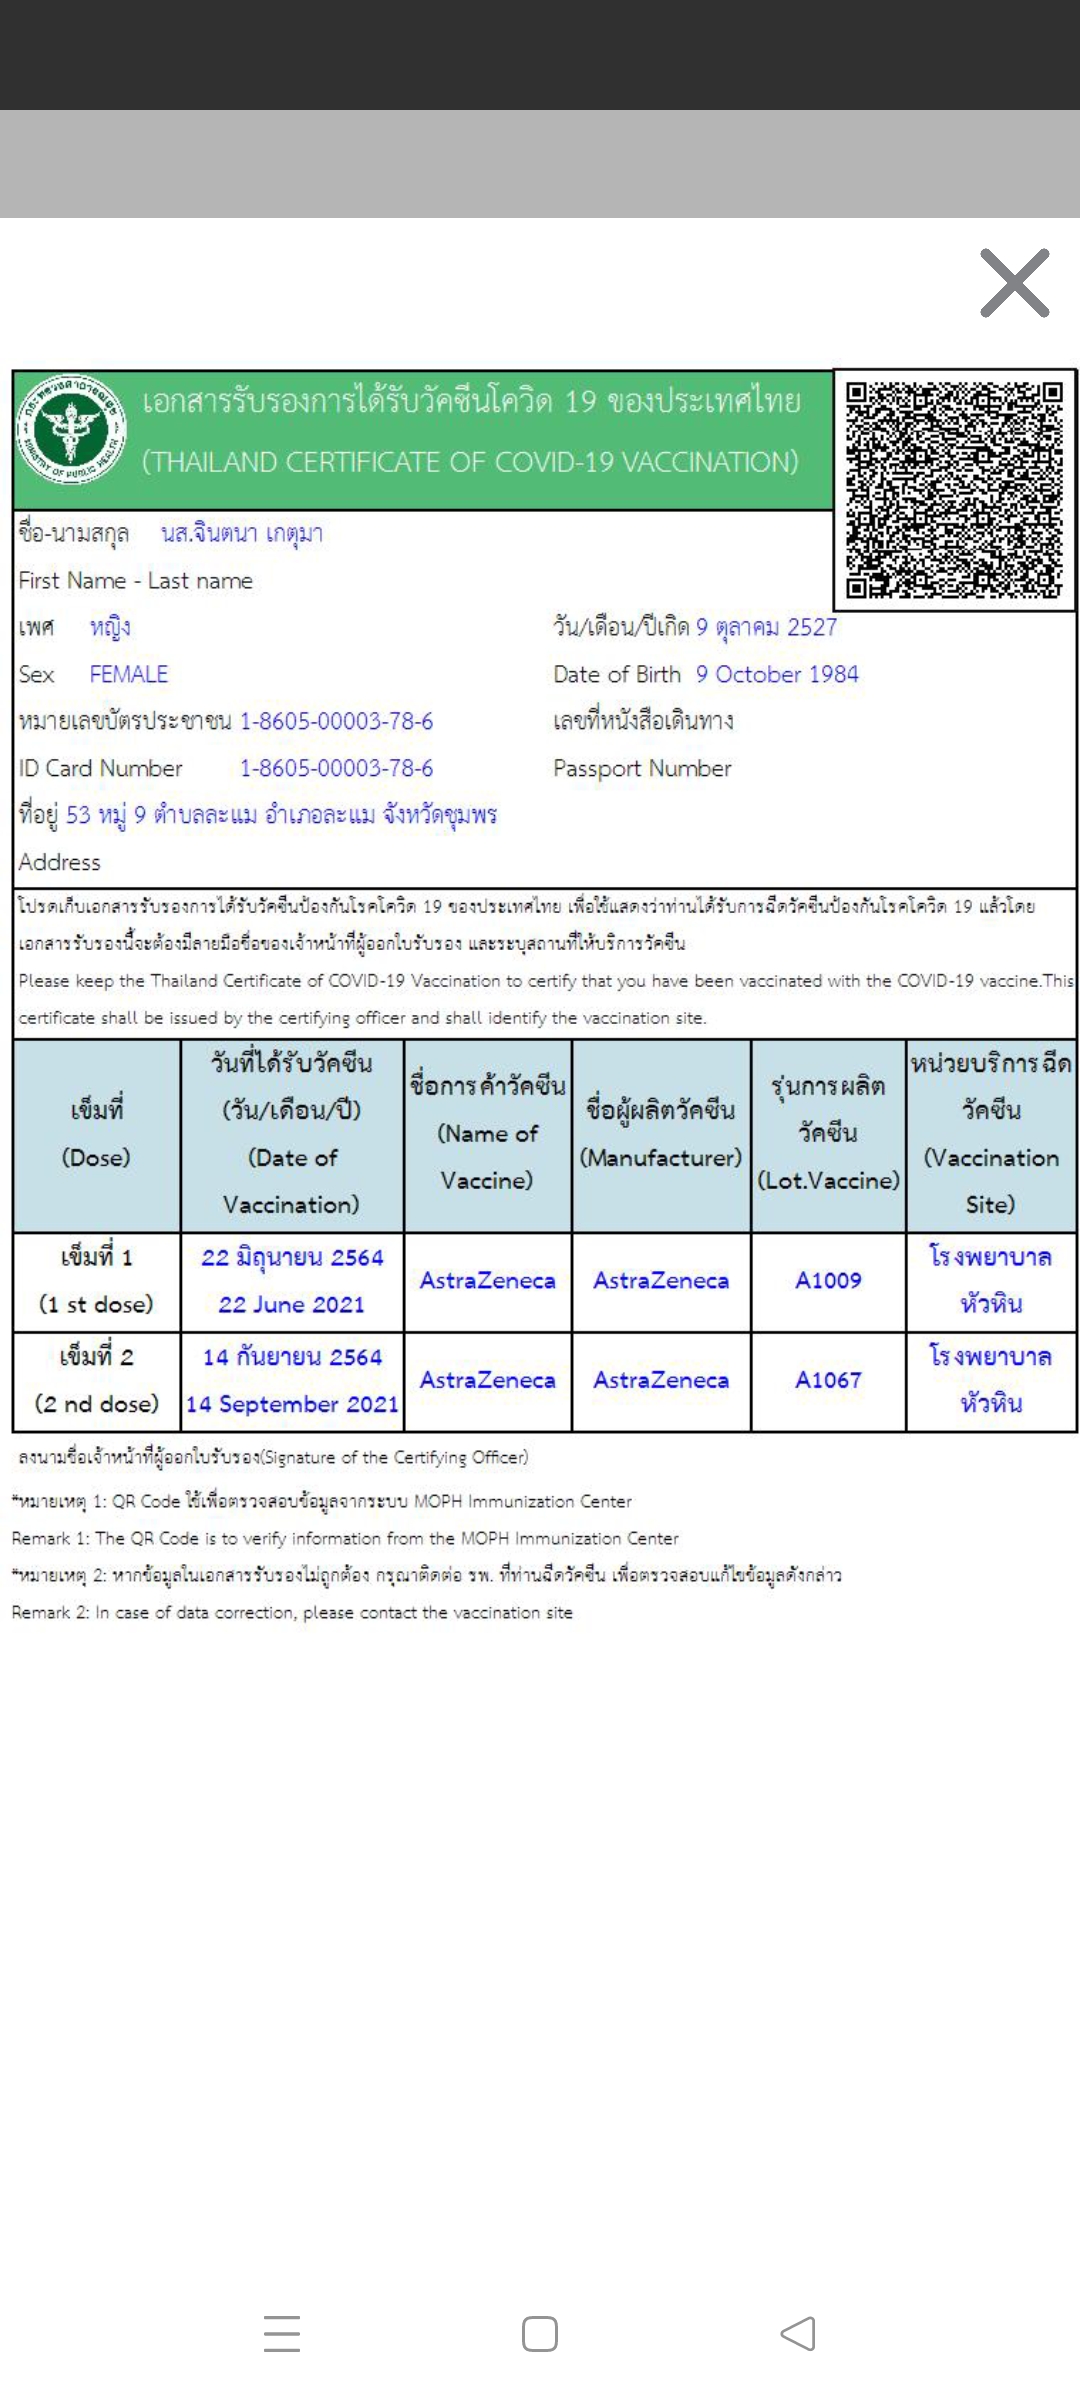 เอกสารรับรองการได้รับวัคซีนโควิด 19 ของประเทศไทย
(THAILAND CERTIFICATE OF COVID-19 VACCINATION)
กระทรวงสาธารณสุข
MINISTRY OF PUBLIC HEALTH
ชื่อ-นามสกุล นส.จินตนา เกตุมา
First Name - Last name
เพศ หญิง วัน/เดือน/ปีเกิด 9 ตุลาคม 2527
Sex FEMALE Date of Birth 9 October 1984
หมายเลขบัตรประชาชน 1-8605-00003-78-6 เลขที่หนังสือเดินทาง
ID Card Number 1-8605-00003-78-6 Passport Number
ที่อยู่ 53 หมู่ 9 ตำบลละแม อำเภอละแม จังหวัดชุมพร
Address
โปรดเก็บเอกสารรับรองการได้รับวัคซีนป้องกันโรคโควิด 19 ของประเทศไทย เพื่อใช้แสดงว่าท่านได้รับการฉีดวัคซีนป้องกันโรคโควิด 19 แล้วโดย
เอกสารรับรองนี้จะต้องมีลายมือชื่อของเจ้าหน้าที่ผู้ออกใบรับรอง และระบุสถานที่ให้บริการวัคซีน
Please keep the Thailand Certificate of COVID-19 Vaccination to certify that you have been vaccinated with the COVID-19 vaccine.This
certificate shall be issued by the certifying officer and shall identify the vaccination site.
เข็มที่
(Dose)
วันที่ได้รับวัคซีน
(วัน/เดือน/ปี)
(Date of
Vaccination)
ชื่อการค้าวัคซีน
(Name of
Vaccine)
ชื่อผู้ผลิตวัคซีน
(Manufacturer)
รุ่นการผลิต
วัคซีน
(Lot.Vaccine)
หน่วยบริการฉีด
วัคซีน
(Vaccination
Site)
เข็มที่ 1
(1 st dose)
22 มิถุนายน 2564
22 June 2021
AstraZeneca
AstraZeneca
A1009
โรงพยาบาล
หัวหิน
เข็มที่ 2
(2 nd dose)
14 กันยายน 2564
14 September 2021
AstraZeneca
AstraZeneca
A1067
โรงพยาบาล
หัวหิน
ลงนามชื่อเจ้าหน้าที่ผู้ออกใบรับรอง(Signature of the Certifying Officer)
*หมายเหตุ 1: QR Code ใช้เพื่อตรวจสอบข้อมูลจากระบบ MOPH Immunization Center
Remark 1: The QR Code is to verify information from the MOPH Immunization Center
*หมายเหตุ 2: หากข้อมูลในเอกสารรับรองไม่ถูกต้อง กรุณาติดต่อ รพ. ที่ท่านฉีดวัคซีน เพื่อตรวจสอบแก้ไขข้อมูลดังกล่าว
Remark 2: In case of data correction, please contact the vaccination site